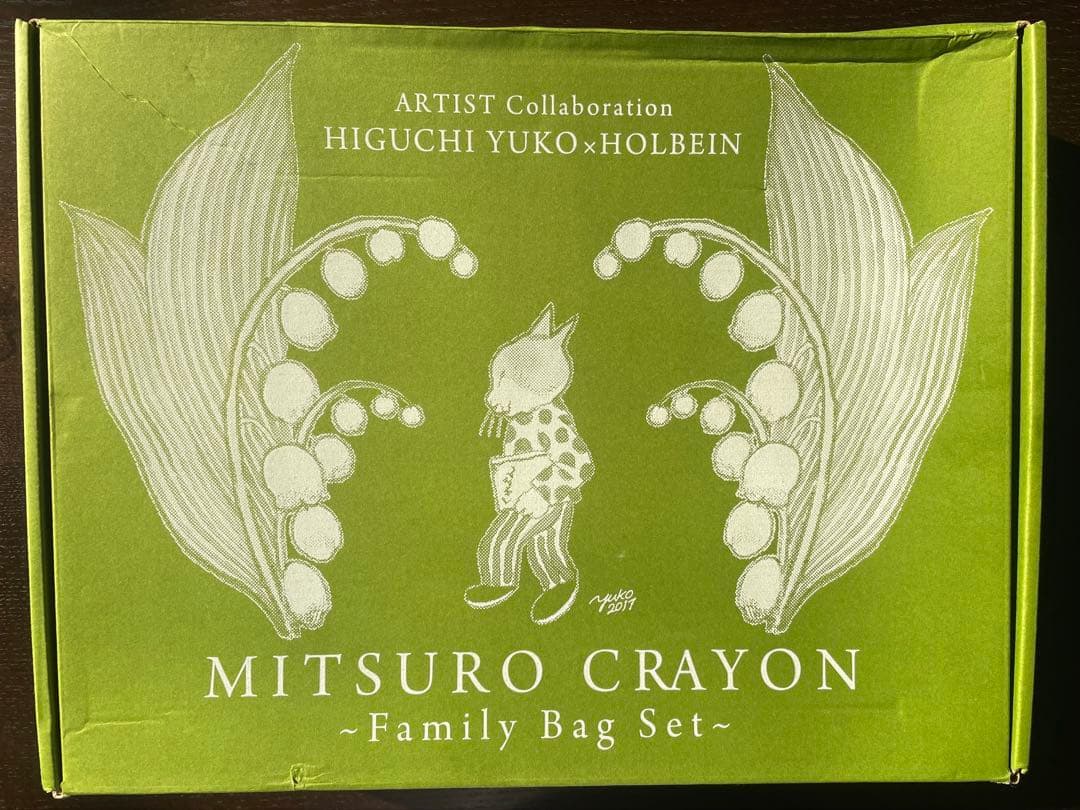 ARTIST Collaboration
HIGUCHI YUKO×HOLBEIN
Yuko
2017
MITSURO CRAYON
~Family Bag Set~